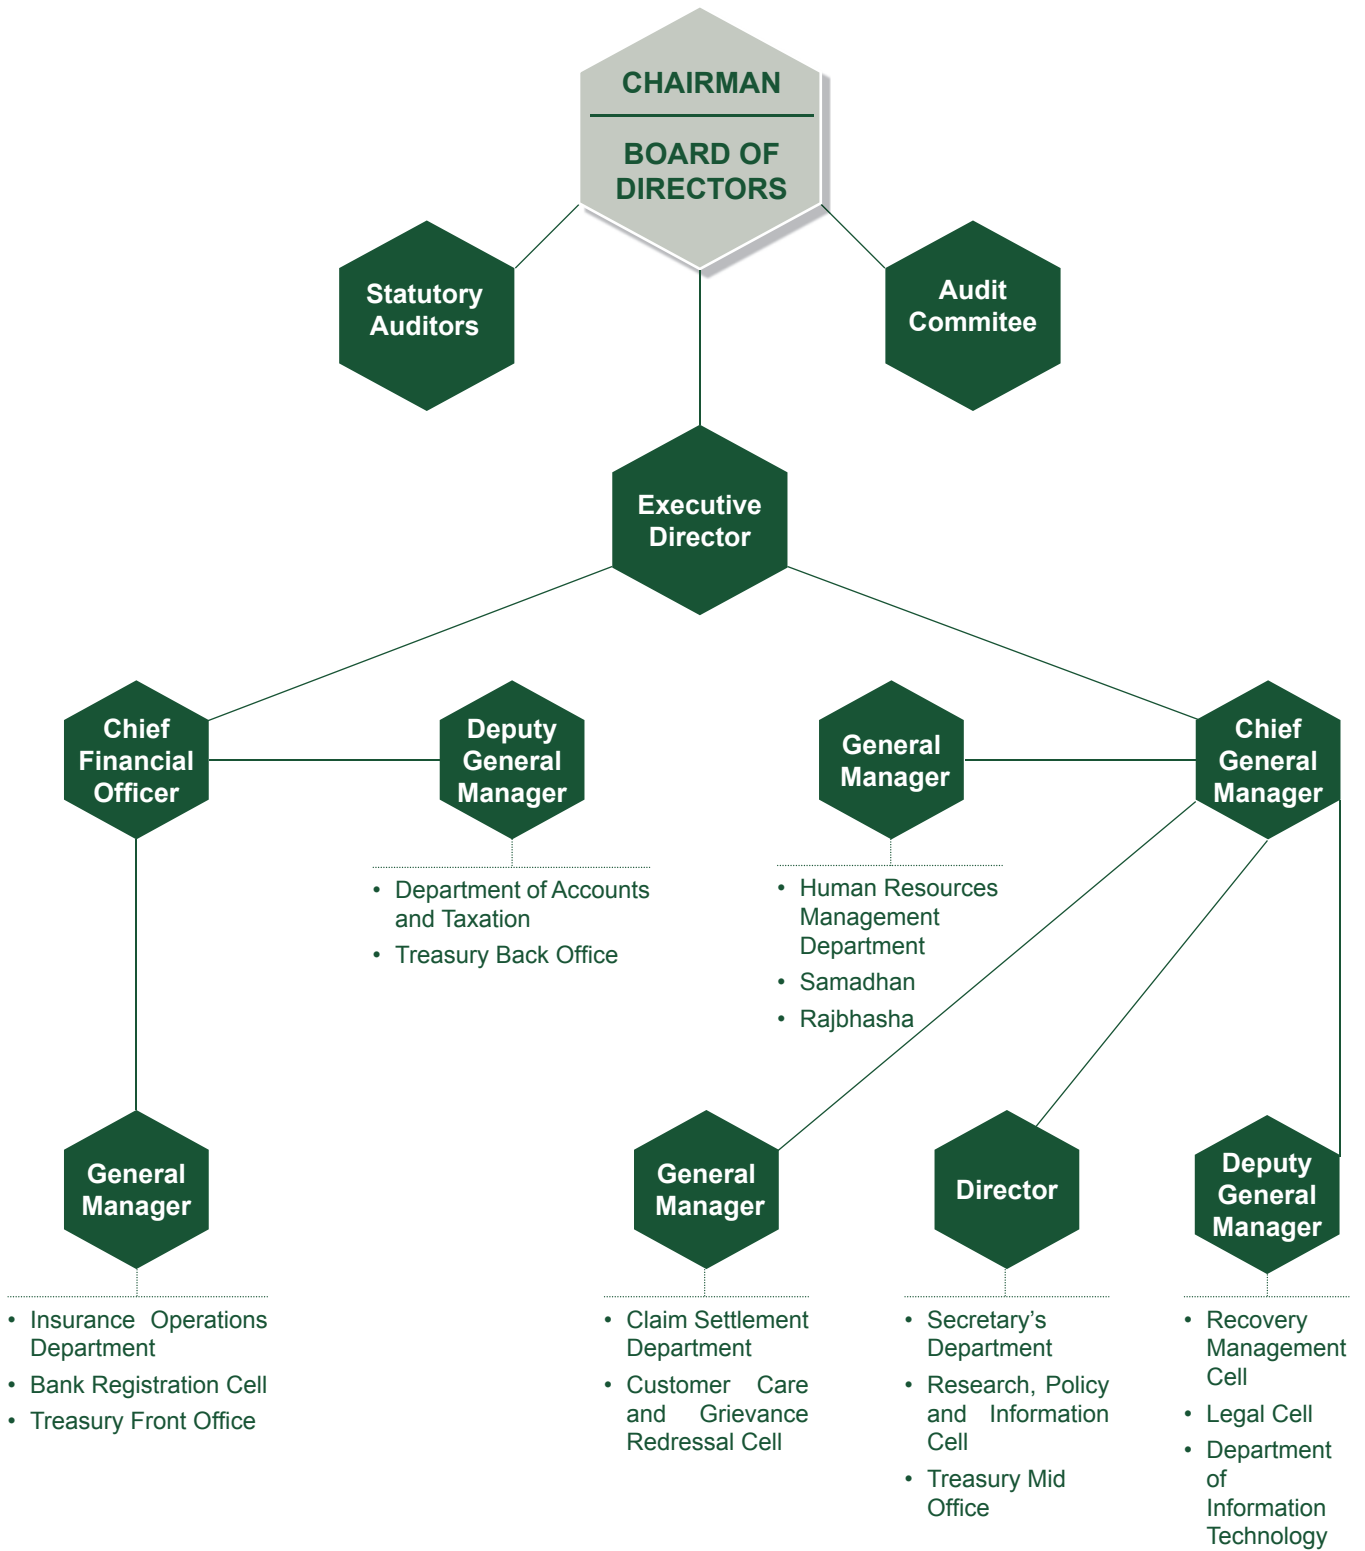 CHAIRMAN
BOARD OF
DIRECTORS
Statutory
Auditors
Audit
Commitee
Executive
Director
Chief
Financial
Officer
Deputy
General
Manager
General
Manager
Chief
General
Manager
• Department of Accounts
and Taxation
• Treasury Back Office
• Human Resources
Management
Department
• Samadhan
• Rajbhasha
General
Manager
General
Manager
Director
Deputy
General
Manager
• Insurance Operations
Department
• Bank Registration Cell
• Treasury Front Office
• Claim Settlement
Department
• Customer Care
and Grievance
Redressal Cell
• Secretary’s
Department
• Research, Policy
and Information
Cell
• Treasury Mid
Office
• Recovery
Management
Cell
• Legal Cell
• Department
of
Information
Technology